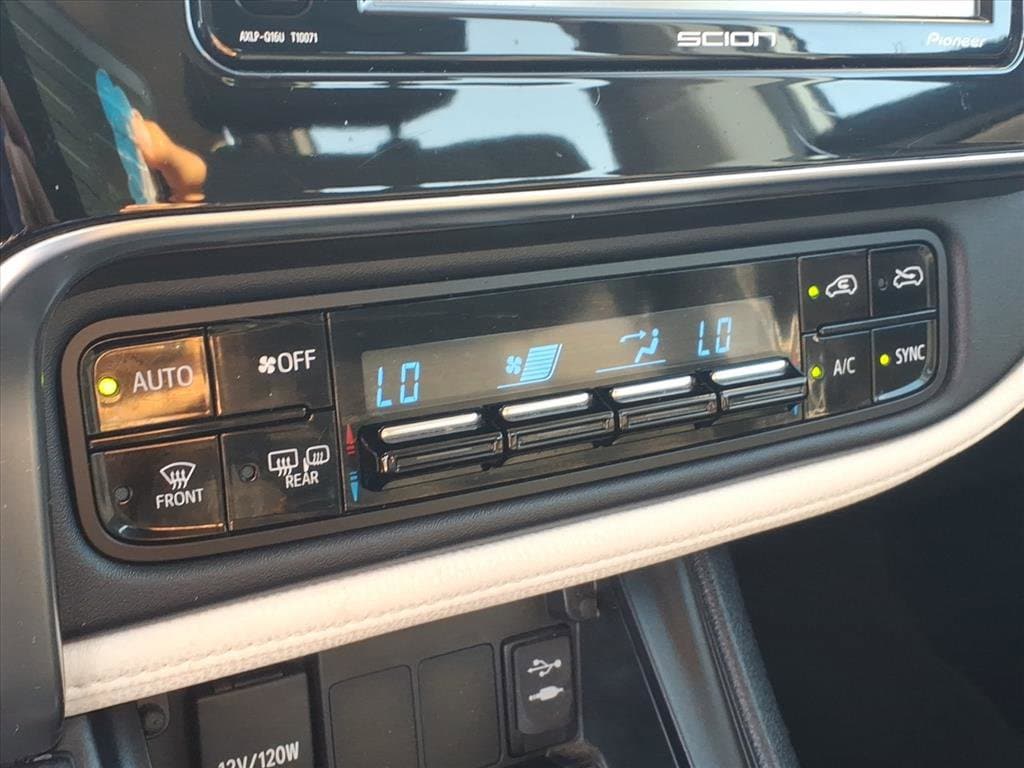 AXLP-Q16U T10071
SCION
Pioneer
AUTO
OFF
LO
LO
A/C
SYNC
FRONT
REAR
12V/120W